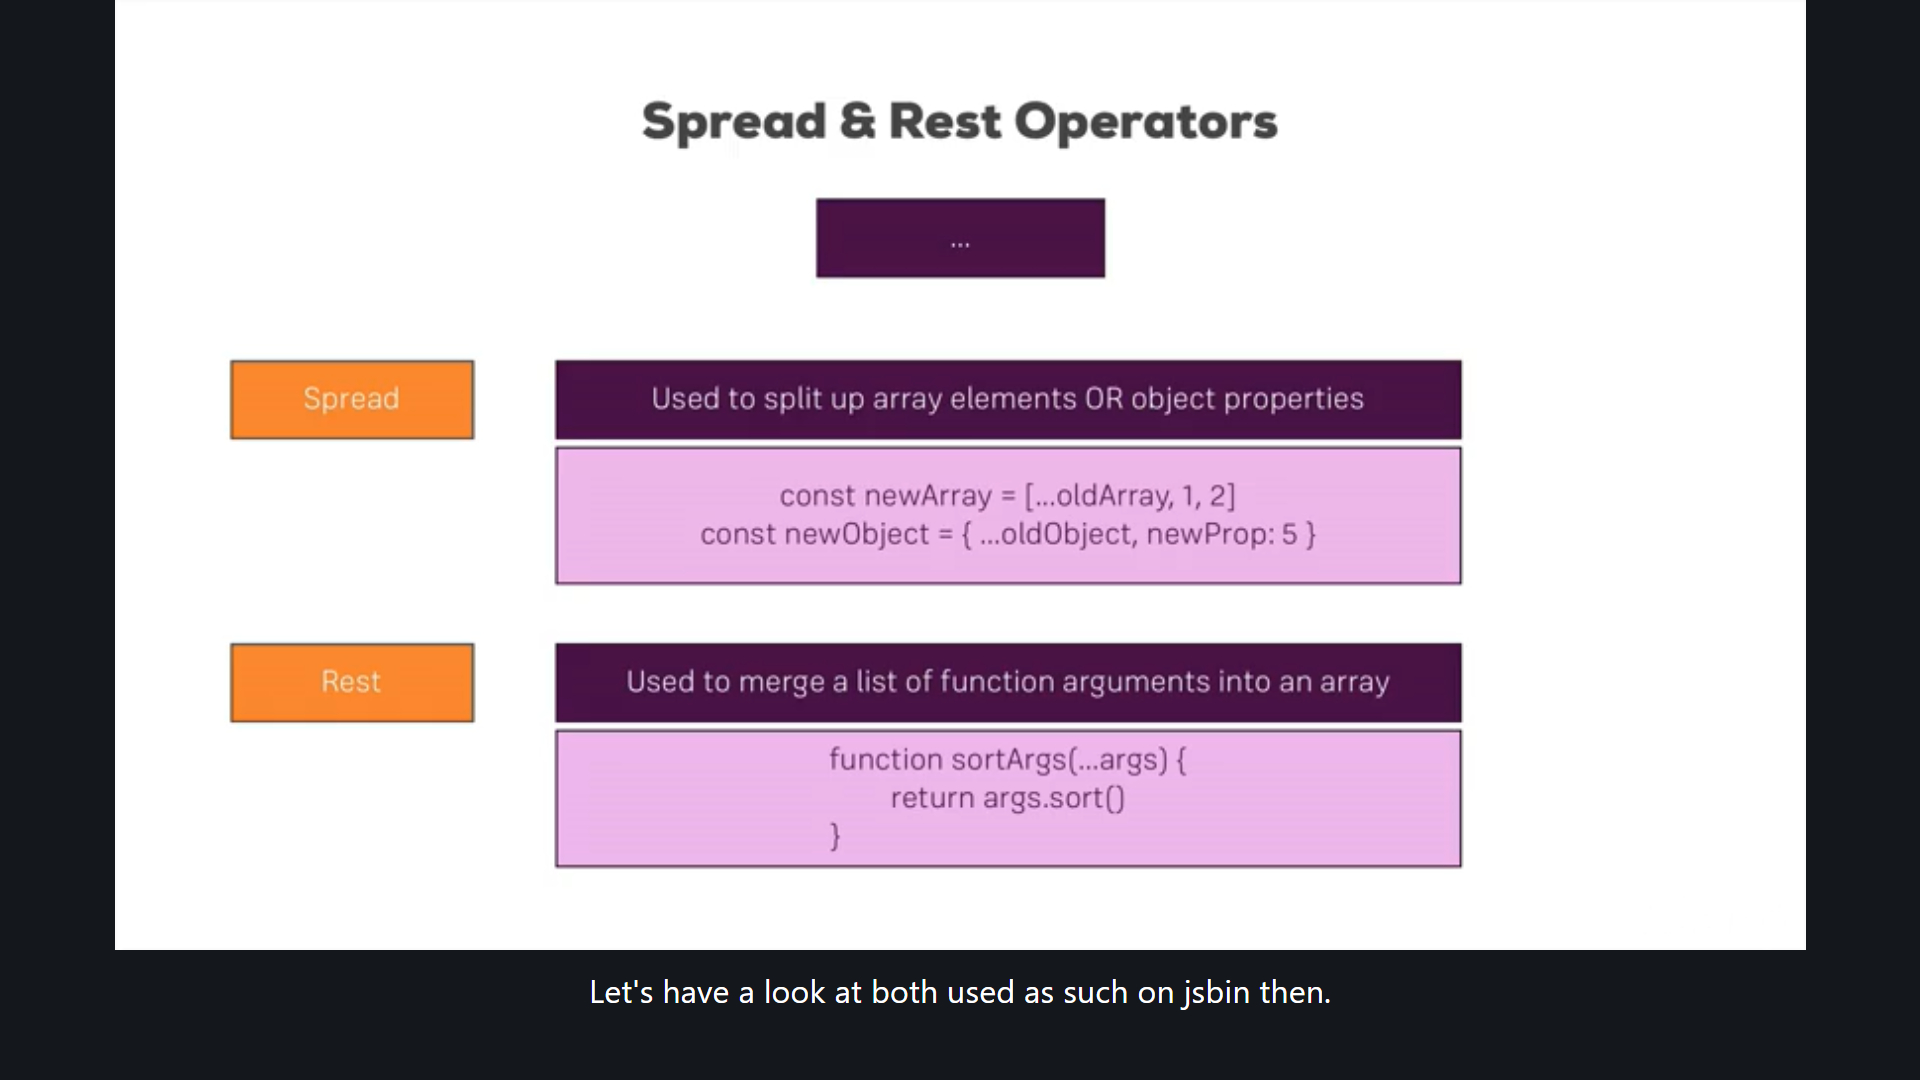 Spread & Rest Operators
...
Spread
Used to split up array elements OR object properties
const newArray = [...oldArray, 1, 2]
const newObject = { ...oldObject, newProp: 5 }
Rest
Used to merge a list of function arguments into an array
function sortArgs(...args) {
return args.sort()
}
Let's have a look at both used as such on jsbin then.